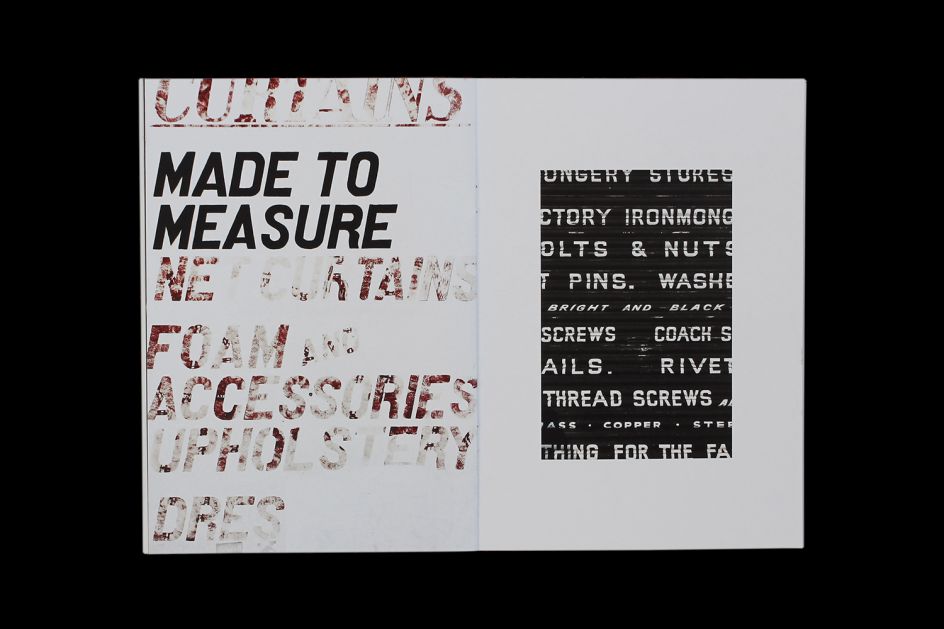 CURTAINS
MADE TO
MEASURE
NET CURTAINS
FOAM AND
ACCESSORIES
UPHOLSTERY
DRES
ONGERY STORES
CTORY IRONMONG
OLTS & NUTS
T PINS. WASHE
BRIGHT AND BLACK
SCREWS COACH S
AILS. RIVET
THREAD SCREWS
ASS · COPPER · STEE
THING FOR THE FA